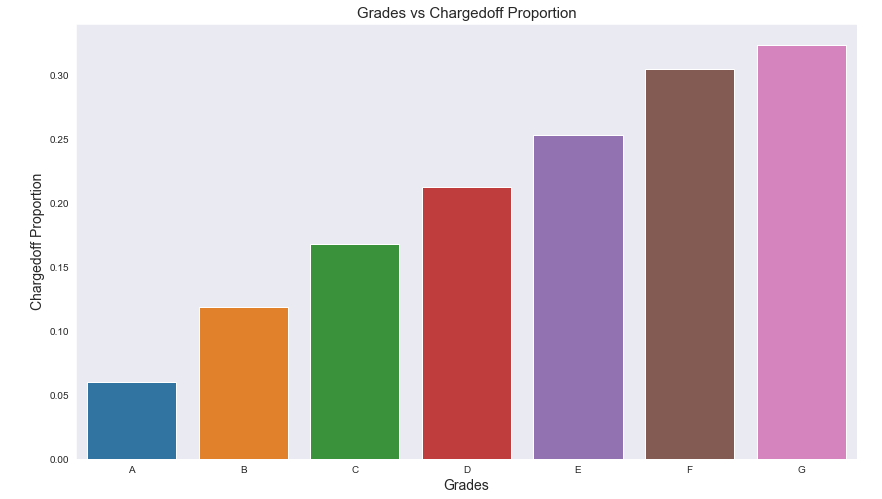 Grades vs Chargedoff Proportion
Chargedoff Proportion
0.30
0.25
0.20
0.15
0.10
0.05
0.00
A B C D E F G
Grades